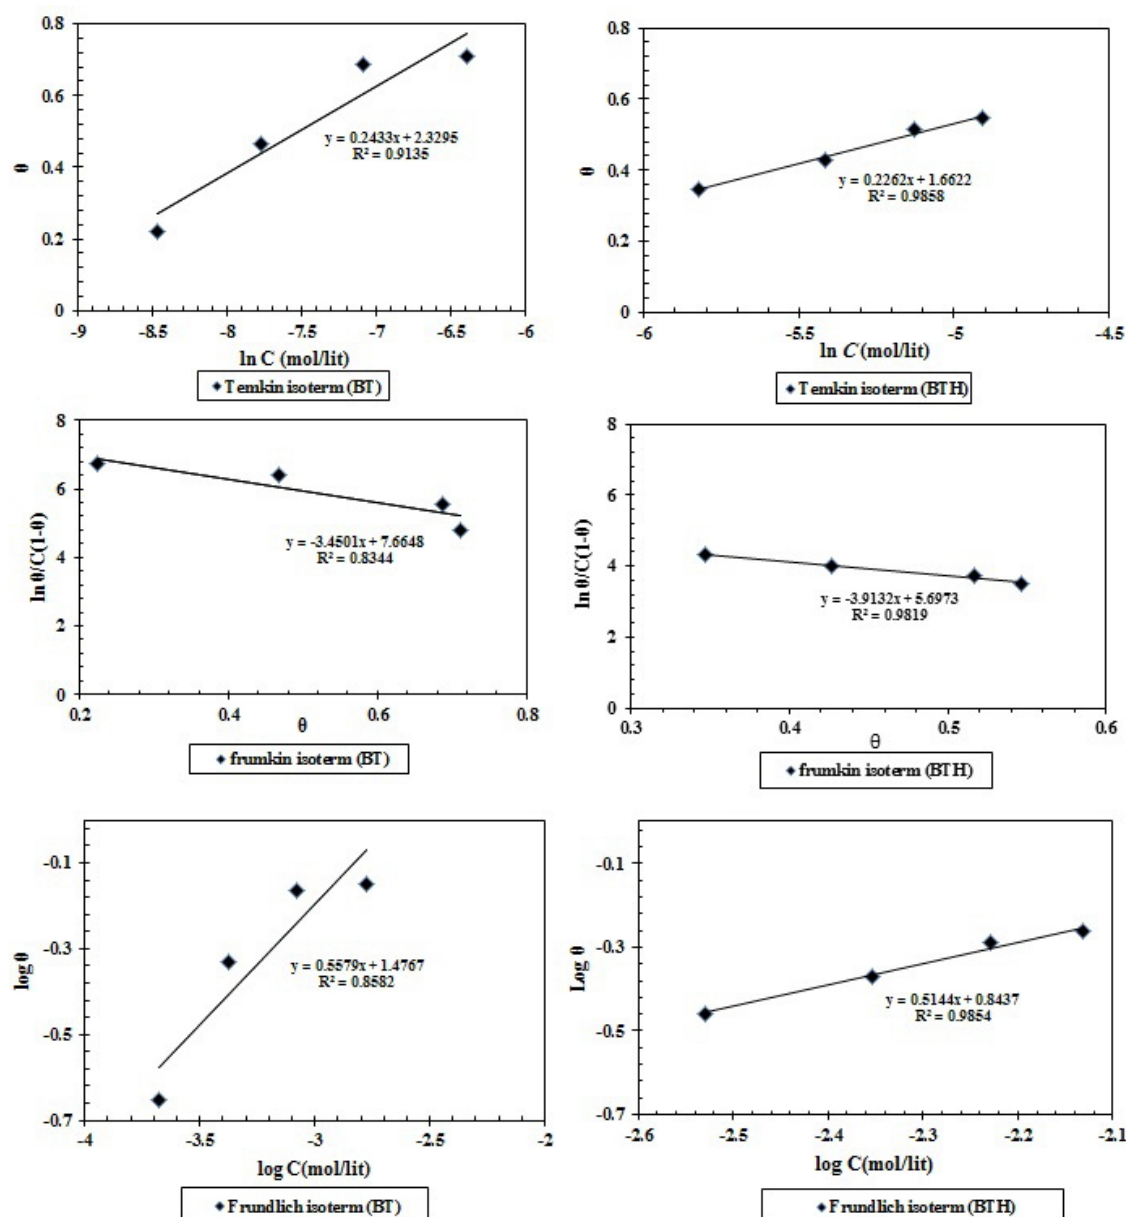 0.8
0.6
0.4
0.2
0
θ
y = 0.2433x + 2.3295
R² = 0.9135
-9
-8.5
-8
-7.5
-7
-6.5
-6
ln C (mol/lit)
Temkin isoterm (BT)
0.8
0.6
0.4
0.2
0
θ
y = 0.2262x + 1.6622
R² = 0.9858
-6
-5.5
-5
-4.5
ln C (mol/lit)
Temkin isoterm (BTH)
8
6
4
2
0
ln θ/C(1-θ)
y = -3.4501x + 7.6648
R² = 0.8344
0.2
0.4
0.6
0.8
θ
frumkin isoterm (BT)
8
6
4
2
0
ln θ/C(1-θ)
y = -3.9132x + 5.6973
R² = 0.9819
0.3
0.4
0.5
0.6
θ
frumkin isoterm (BTH)
-0.1
-0.3
-0.5
-0.7
log θ
y = 0.5579x + 1.4767
R² = 0.8582
-4
-3.5
-3
-2.5
-2
log C(mol/lit)
Frundlich isoterm (BT)
-0.1
-0.3
-0.5
-0.7
Log θ
y = 0.5144x + 0.8437
R² = 0.9854
-2.6
-2.5
-2.4
-2.3
-2.2
-2.1
log C(mol/lit)
Frundlich isoterm (BTH)